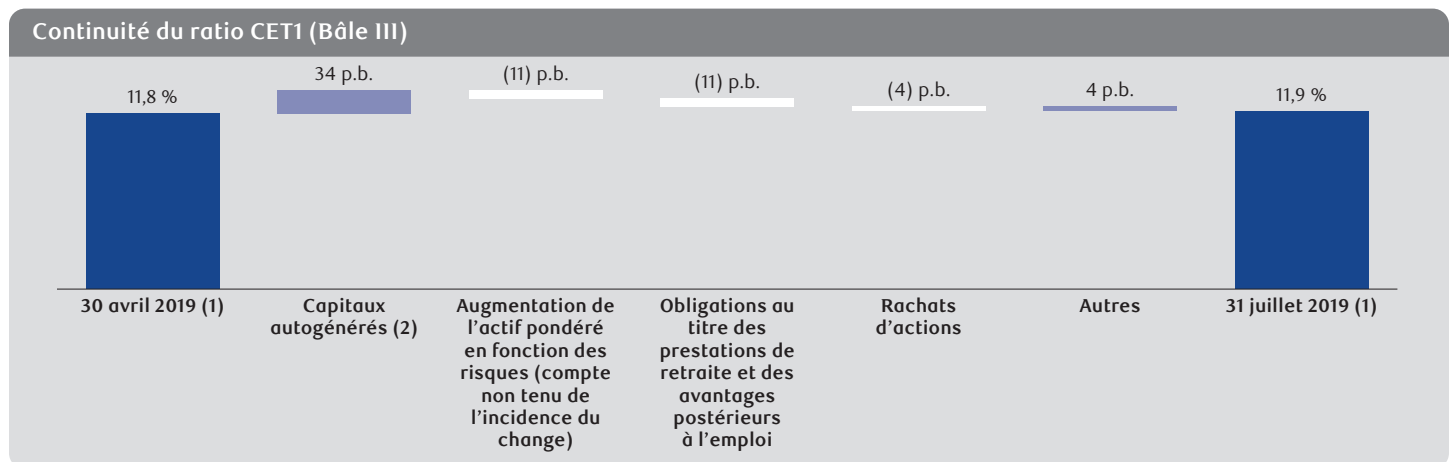 Continuité du ratio CET1 (Bâle III)
11,8 %
34 p.b.
(11) p.b.
(11) p.b.
(4) p.b.
4 p.b.
11,9 %
30 avril 2019 (1)
Capitaux
autogénérés (2)
Augmentation de
l'actif pondéré
en fonction des
risques (compte
non tenu de
l'incidence du
change)
Obligations au
titre des
prestations de
retraite et des
avantages
postérieurs
à l'emploi
Rachats
d'actions
Autres
31 juillet 2019 (1)